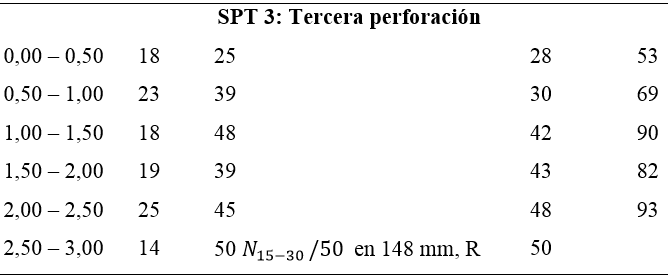 SPT 3: Tercera perforación
0,00 – 0,50 18 25 28 53
0,50 – 1,00 23 39 30 69
1,00 – 1,50 18 48 42 90
1,50 – 2,00 19 39 43 82
2,00 – 2,50 25 45 48 93
2,50 – 3,00 14 50 𝑁₁₅₋₃₀ /50 en 148 mm, R 50